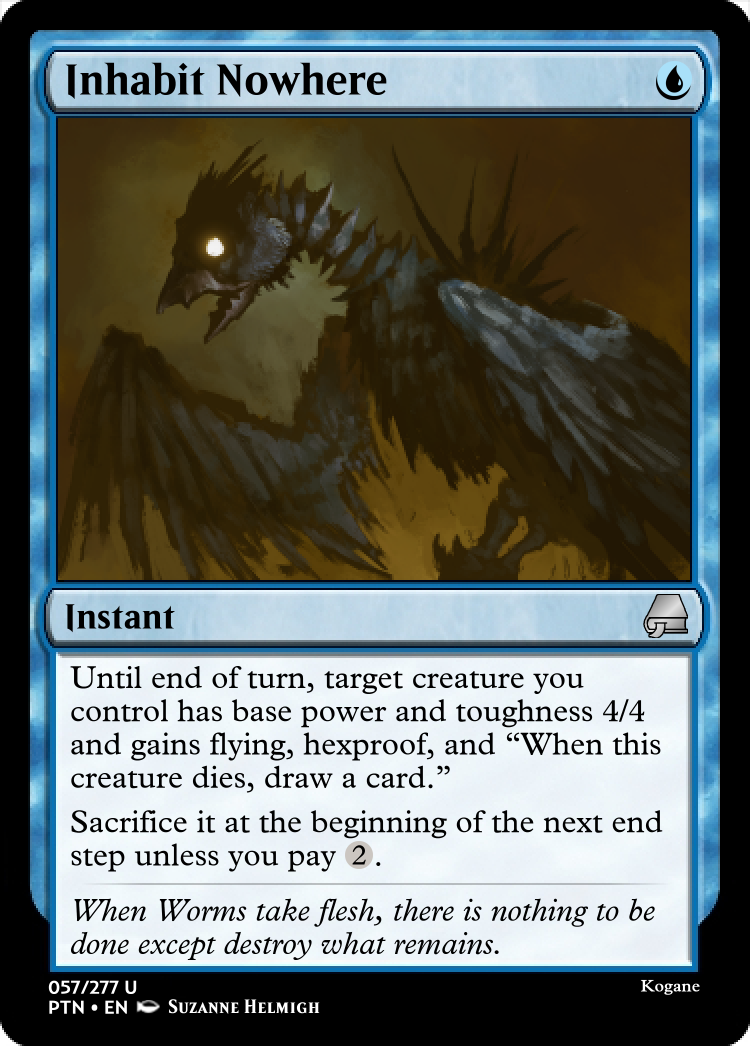 Inhabit Nowhere
Instant
Until end of turn, target creature you
control has base power and toughness 4/4
and gains flying, hexproof, and “When this
creature dies, draw a card.”
Sacrifice it at the beginning of the next end
step unless you pay 2.
When Worms take flesh, there is nothing to be
done except destroy what remains.
057/277 U
Kogane
PTN • EN Suzanne Helmigh